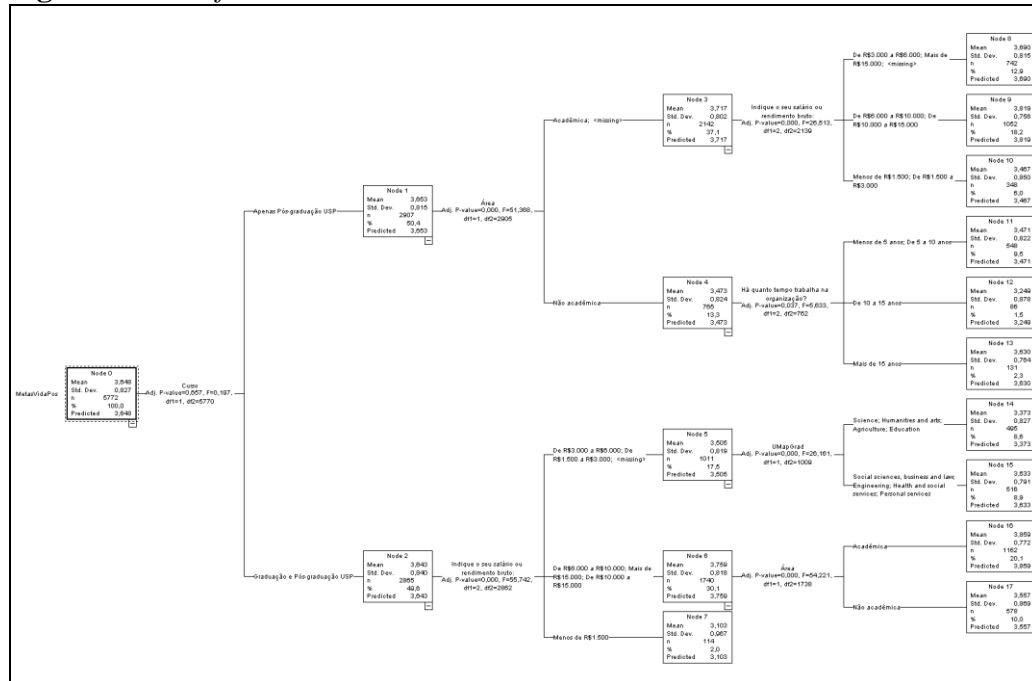 MetasVidaPos
Node 0
Mean 3,648
Std. Dev. 0,827
n 5772
% 100,0
Predicted 3,648
Curso
Adj. P-value=0,657, F=0,197,
df1=1, df2=5770
Apenas Pós-graduação USP
Node 1
Mean 3,653
Std. Dev. 0,815
n 2907
% 50,4
Predicted 3,653
Área
Adj. P-value=0,000, F=51,368,
df1=1, df2=2905
Acadêmica; <missing>
Node 3
Mean 3,717
Std. Dev. 0,802
n 2142
% 37,1
Predicted 3,717
Indique o seu salário ou
rendimento bruto:
Adj. P-value=0,000, F=26,513,
df1=2, df2=2139
De R$3.000 a R$6.000; Mais de
R$15.000; <missing>
Node 8
Mean 3,690
Std. Dev. 0,815
n 742
% 12,9
Predicted 3,690
De R$6.000 a R$10.000; De
R$10.000 a R$15.000
Node 9
Mean 3,819
Std. Dev. 0,756
n 1052
% 18,2
Predicted 3,819
Menos de R$1.500; De R$1.500 a
R$3.000
Node 10
Mean 3,467
Std. Dev. 0,850
n 348
% 6,0
Predicted 3,467
Não acadêmica
Node 4
Mean 3,473
Std. Dev. 0,824
n 765
% 13,3
Predicted 3,473
Há quanto tempo trabalha na
organização?
Adj. P-value=0,037, F=5,633,
df1=2, df2=762
Menos de 5 anos; De 5 a 10 anos
Node 11
Mean 3,471
Std. Dev. 0,822
n 548
% 9,5
Predicted 3,471
De 10 a 15 anos
Node 12
Mean 3,249
Std. Dev. 0,878
n 86
% 1,5
Predicted 3,249
Mais de 15 anos
Node 13
Mean 3,630
Std. Dev. 0,764
n 131
% 2,3
Predicted 3,630
Graduação e Pós-graduação USP
Node 2
Mean 3,643
Std. Dev. 0,840
n 2865
% 49,6
Predicted 3,643
Indique o seu salário ou
rendimento bruto:
Adj. P-value=0,000, F=55,742,
df1=2, df2=2862
De R$3.000 a R$6.000; De
R$1.500 a R$3.000; <missing>
Node 5
Mean 3,505
Std. Dev. 0,819
n 1011
% 17,5
Predicted 3,505
UMapGrad
Adj. P-value=0,000, F=26,161,
df1=1, df2=1009
Science; Humanities and arts;
Agriculture; Education
Node 14
Mean 3,373
Std. Dev. 0,827
n 495
% 8,6
Predicted 3,373
Social sciences, business and law;
Engineering; Health and social
services; Personal services
Node 15
Mean 3,633
Std. Dev. 0,791
n 516
% 8,9
Predicted 3,633
De R$6.000 a R$10.000; Mais de
R$15.000; De R$10.000 a
R$15.000
Node 6
Mean 3,759
Std. Dev. 0,818
n 1740
% 30,1
Predicted 3,759
Área
Adj. P-value=0,000, F=54,221,
df1=1, df2=1738
Acadêmica
Node 16
Mean 3,859
Std. Dev. 0,772
n 1162
% 20,1
Predicted 3,859
Não acadêmica
Node 17
Mean 3,557
Std. Dev. 0,869
n 578
% 10,0
Predicted 3,557
Menos de R$1.500
Node 7
Mean 3,103
Std. Dev. 0,967
n 114
% 2,0
Predicted 3,103